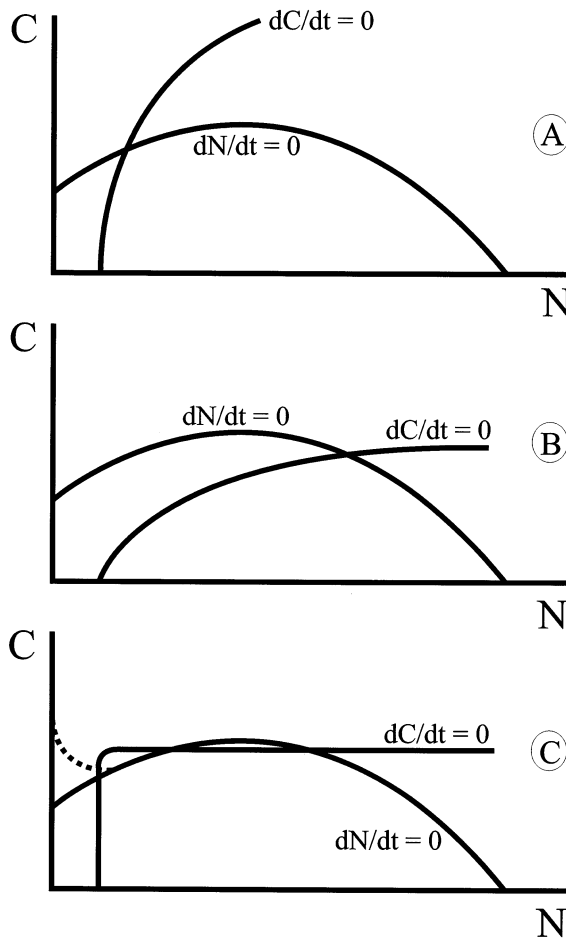 C
dC/dt = 0
dN/dt = 0
A
N
C
dN/dt = 0
dC/dt = 0
B
N
C
dC/dt = 0
C
dN/dt = 0
N